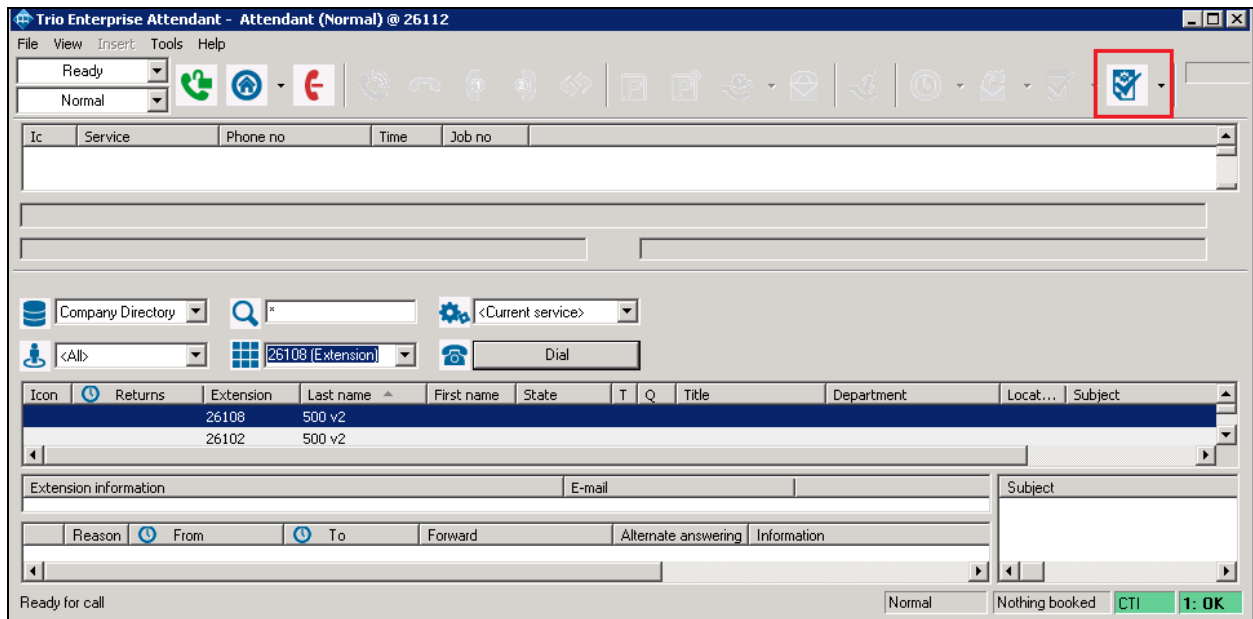 Trio Enterprise Attendant - Attendant (Normal) @ 26112
File View Insert Tools Help
Ready
Normal
Ic Service Phone no Time Job no
Company Directory * <Current service>
<All> 26108 (Extension) Dial
Icon Returns Extension Last name First name State T Q Title Department Locat... Subject
26108 500 v2
26102 500 v2
Extension information E-mail Subject
Reason From To Forward Alternate answering Information
Ready for call Normal Nothing booked CTI 1: OK